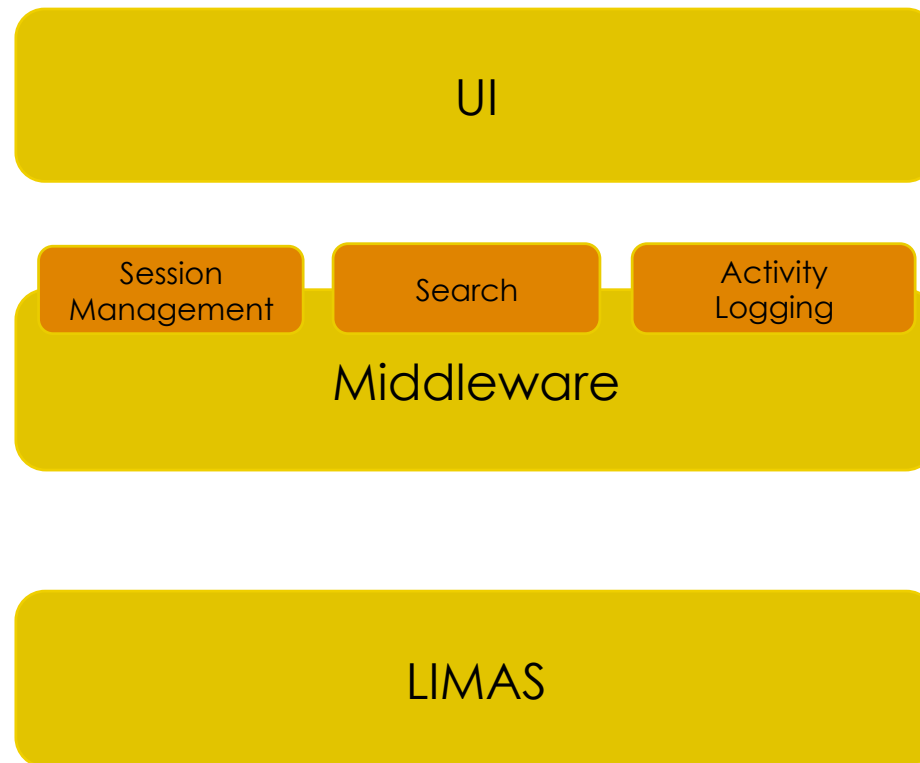 UI
Session
Management
Search
Activity
Logging
Middleware
LIMAS